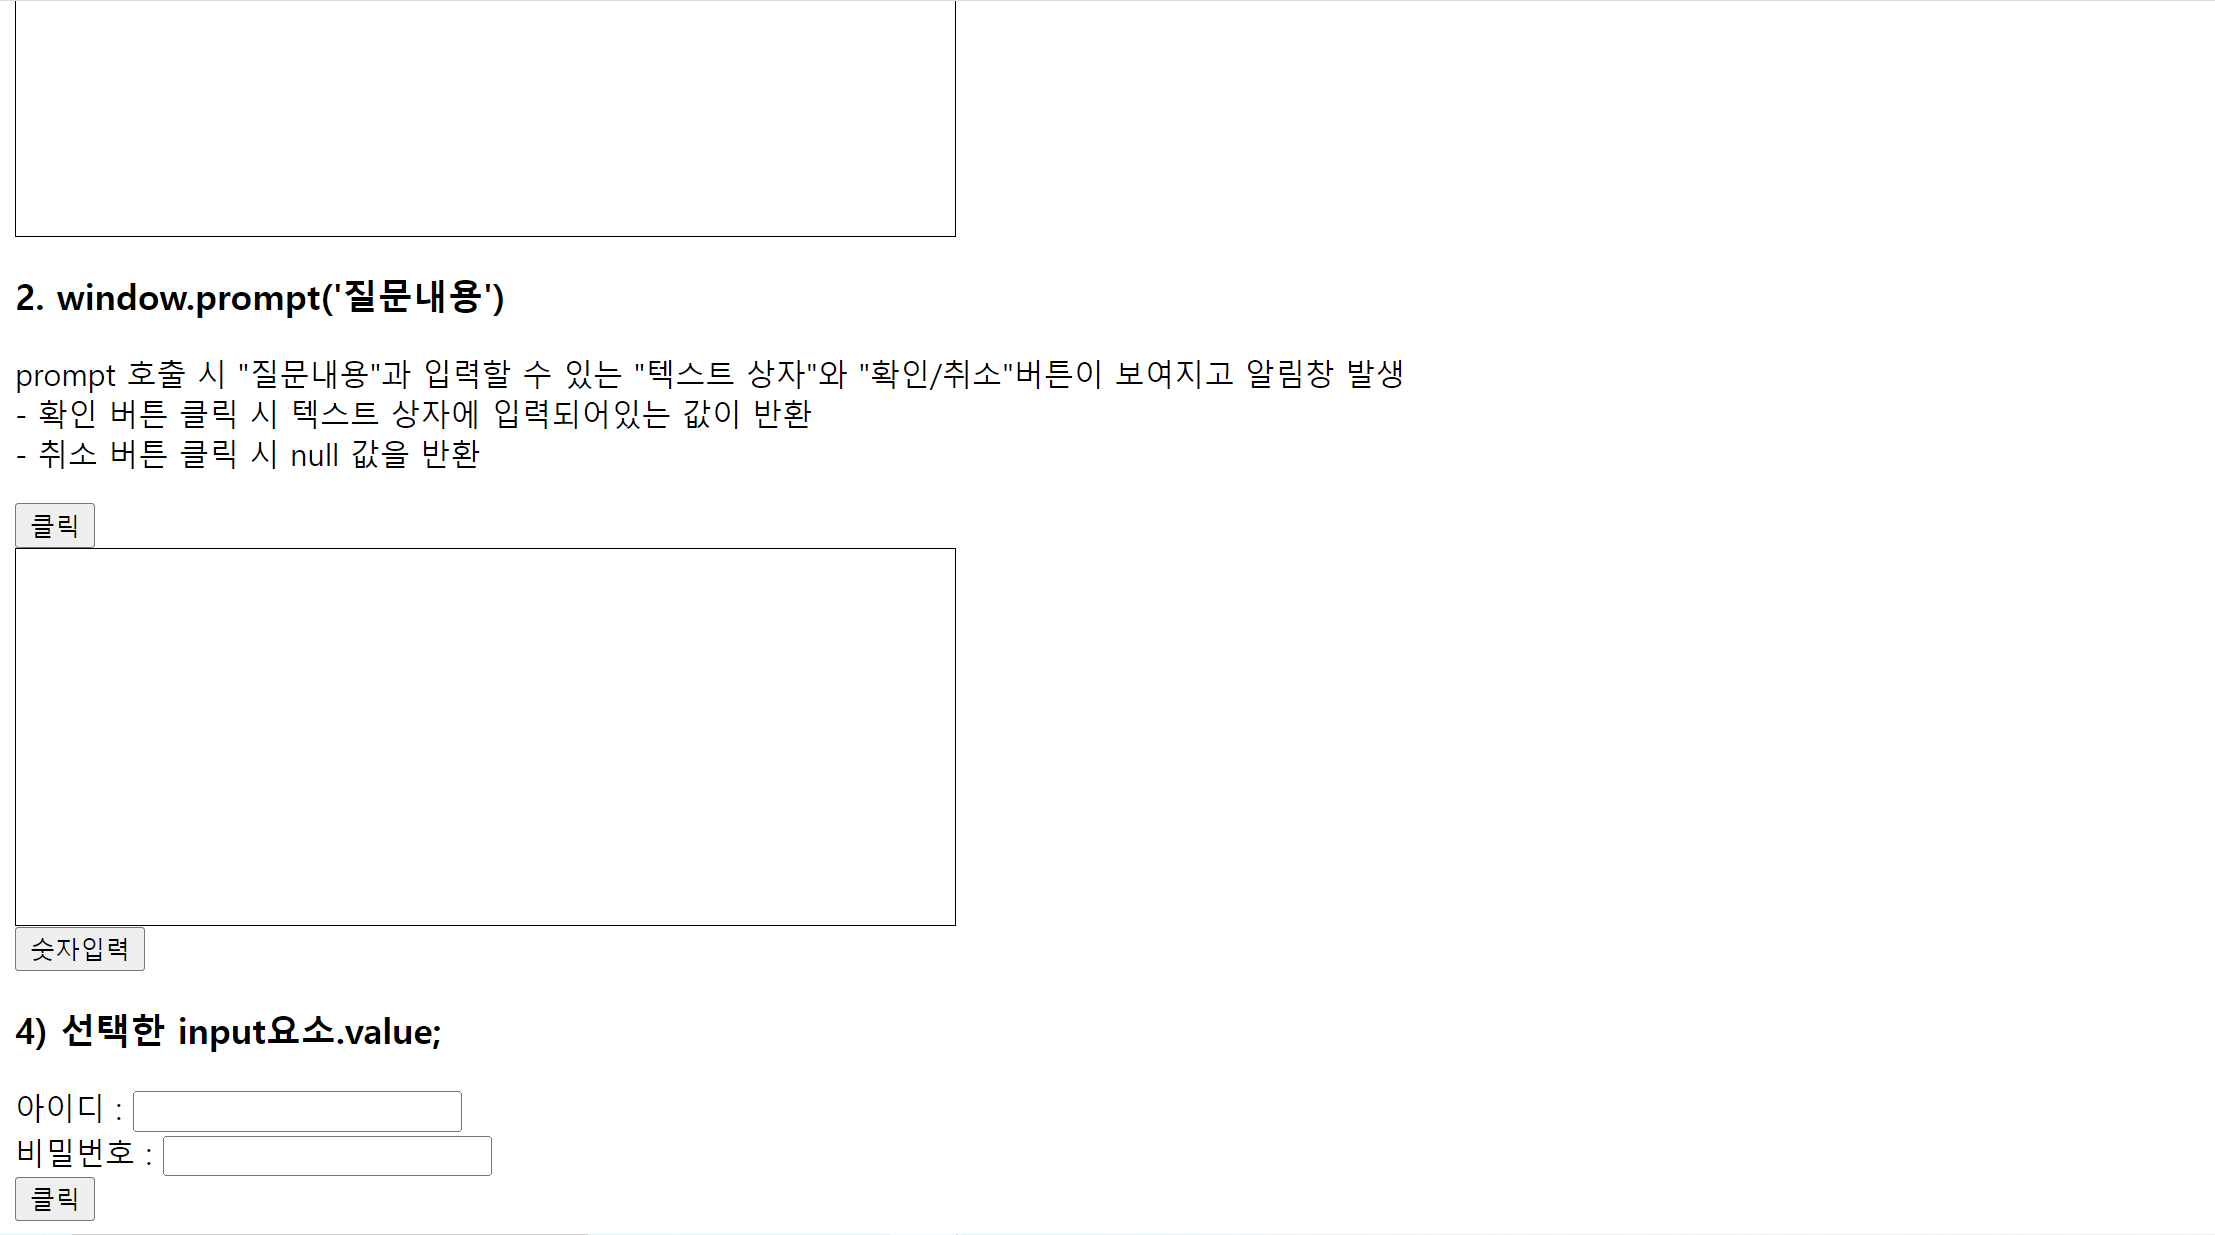 2. window.prompt('질문내용')
prompt 호출 시 "질문내용"과 입력할 수 있는 "텍스트 상자"와 "확인/취소"버튼이 보여지고 알림창 발생
- 확인 버튼 클릭 시 텍스트 상자에 입력되어있는 값이 반환
- 취소 버튼 클릭 시 null 값을 반환
클릭
숫자입력
4) 선택한 input요소.value;
아이디 :
비밀번호 :
클릭